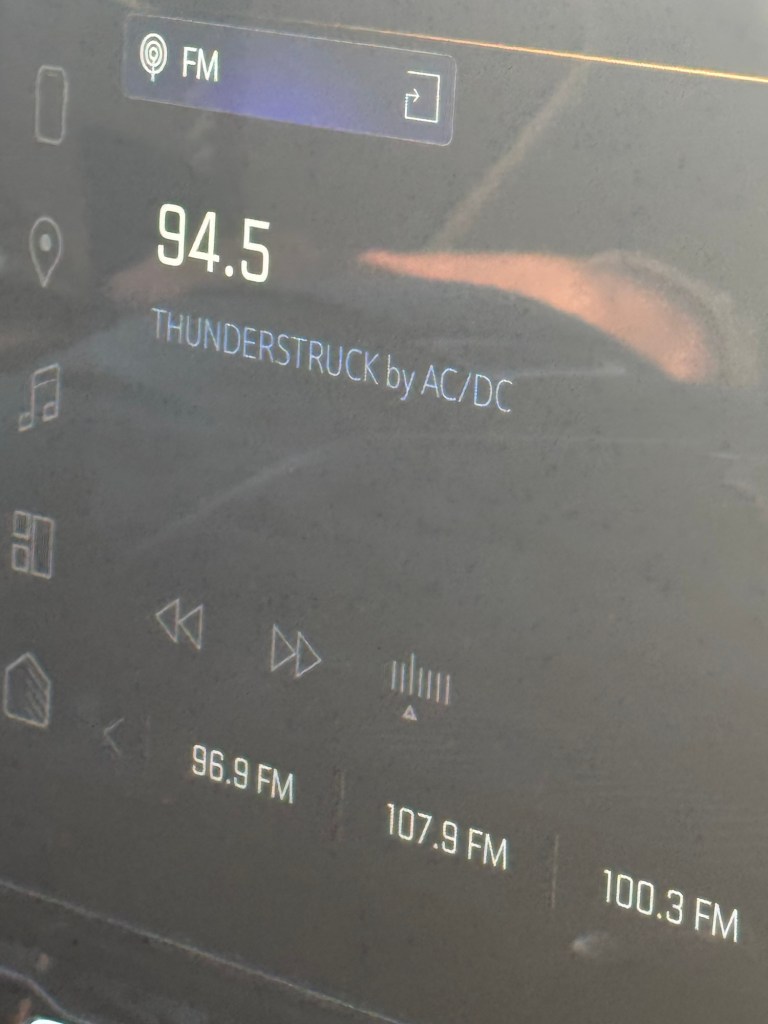 FM
94.5
THUNDERSTRUCK by AC/DC
96.9 FM
107.9 FM
100.3 FM